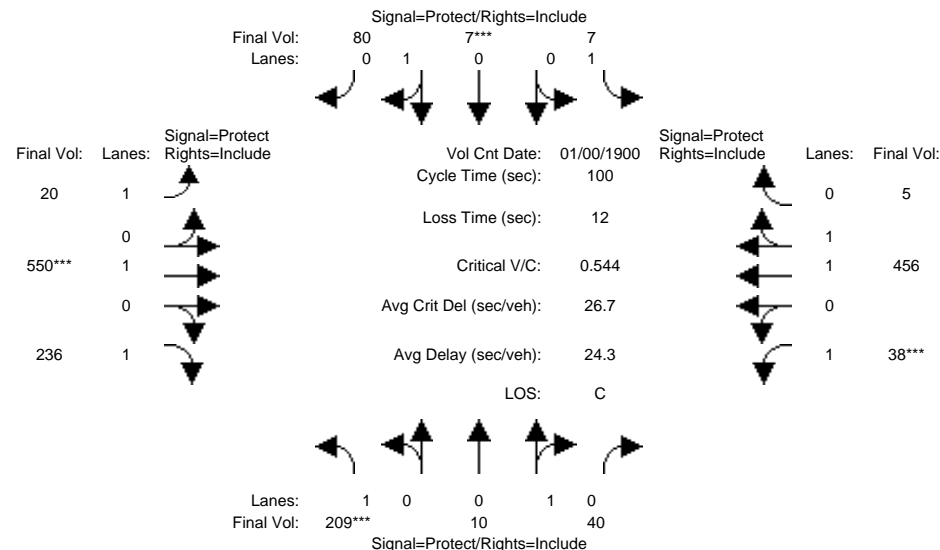 Signal=Protect/Rights=Include
Final Vol: 80 7*** 7
Lanes: 0 1 0 0 1
Signal=Protect Signal=Protect
Final Vol: Lanes: Rights=Include Vol Cnt Date: 01/00/1900 Rights=Include Lanes: Final Vol:
Cycle Time (sec): 100
20 1 0 5
Loss Time (sec): 12
0 1
550*** 1 Critical V/C: 0.544 1 456
0 Avg Crit Del (sec/veh): 26.7 0
236 1 Avg Delay (sec/veh): 24.3 1 38***
LOS: C
Lanes: 1 0 0 1 0
Final Vol: 209*** 10 40
Signal=Protect/Rights=Include